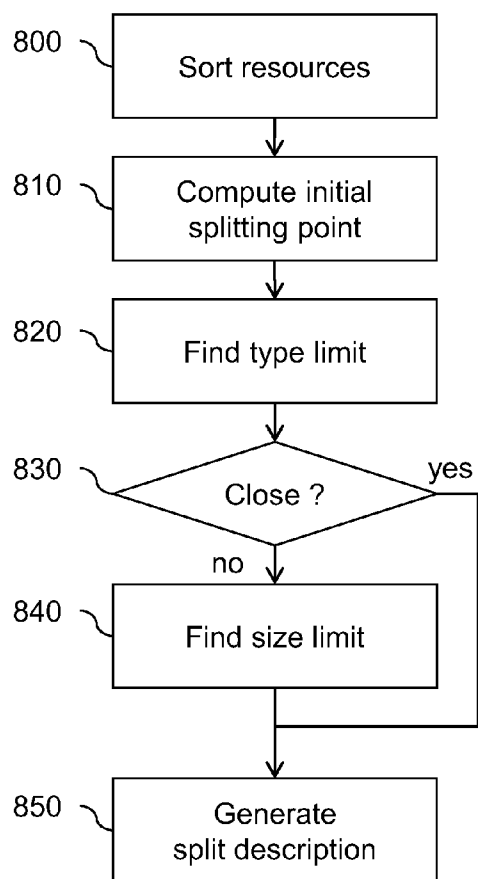 800
Sort resources
810
Compute initial
splitting point
820
Find type limit
830
yes
Close ?
no
840
Find size limit
850
Generate
split description